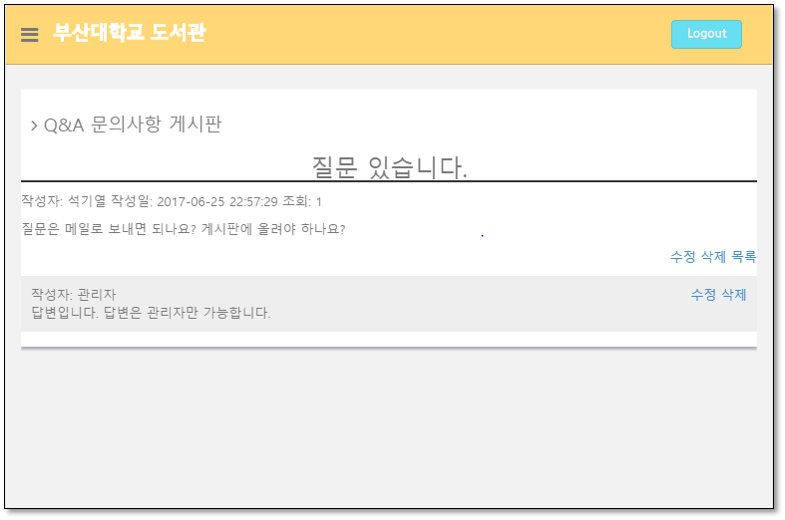 부산대학교 도서관
Logout
> Q&A 문의사항 게시판
질문 있습니다.
작성자: 석기열 작성일: 2017-06-25 22:57:29 조회: 1
질문은 메일로 보내면 되나요? 게시판에 올려야 하나요?
수정 삭제 목록
작성자: 관리자
수정 삭제
답변입니다. 답변은 관리자만 가능합니다.